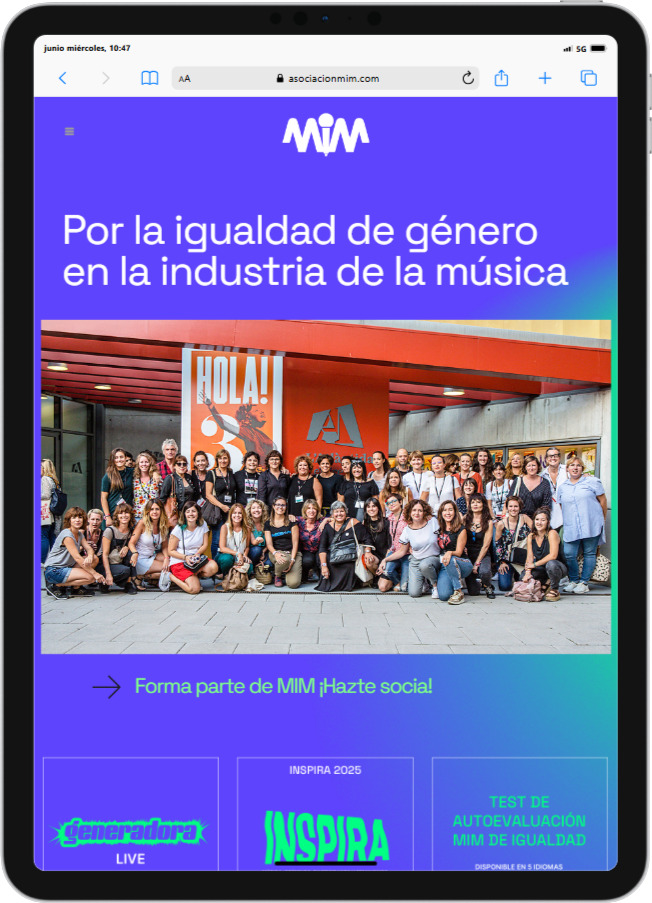 junio miércoles, 10:47
5G
AA
asociacionmim.com
MiM
Por la igualdad de género
en la industria de la música
HOLA!
3
Forma parte de MIM ¡Hazte socia!
generadora
LIVE
INSPIRA 2025
INSPIRA
TEST DE
AUTOEVALUACIÓN
MIM DE IGUALDAD
DISPONIBLE EN 5 IDIOMAS